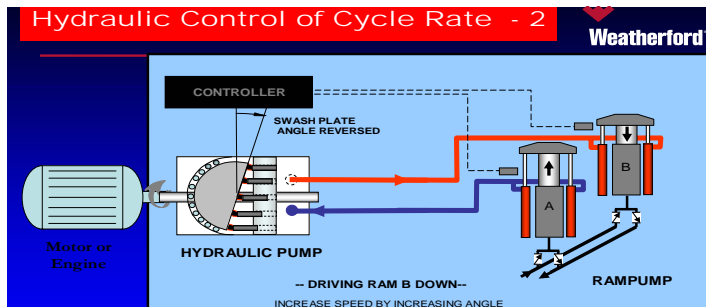 Hydraulic Control of Cycle Rate - 2
Weatherford
CONTROLLER
SWASH PLATE
ANGLE REVERSED
B
A
Motor or
Engine
HYDRAULIC PUMP
RAMPUMP
-- DRIVING RAM B DOWN--
INCREASE SPEED BY INCREASING ANGLE